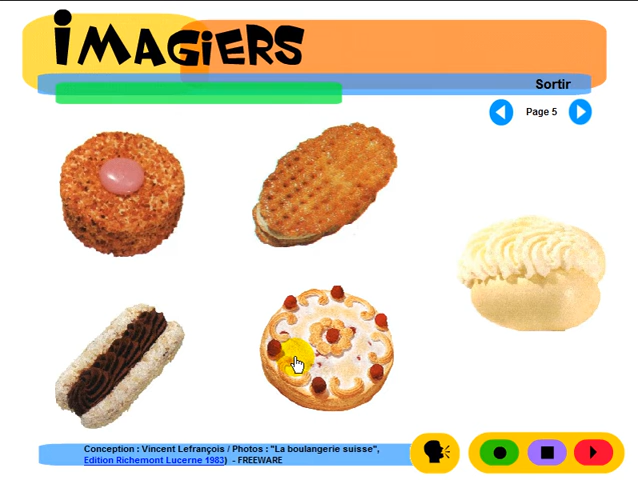 iMAGiERS
Sortir
Page 5
Conception : Vincent Lefrançois / Photos : "La boulangerie suisse",
Edition Richemont Lucerne 1983)  - FREEWARE